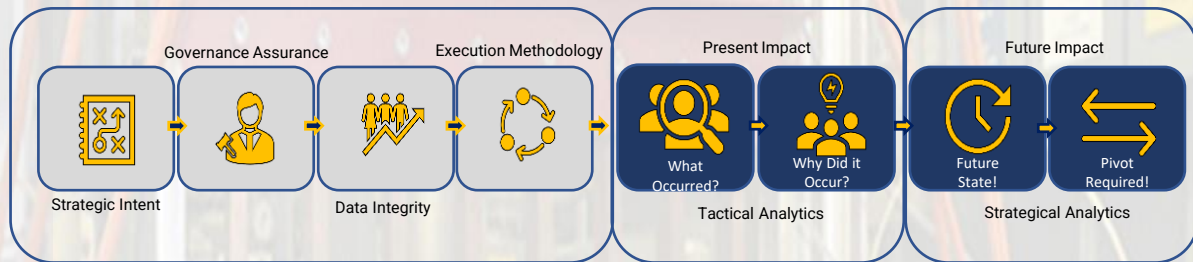 Governance Assurance
Execution Methodology
Present Impact
Future Impact
What
Occurred?
Why Did it
Occur?
Future
State!
Pivot
Required!
Strategic Intent
Data Integrity
Tactical Analytics
Strategical Analytics